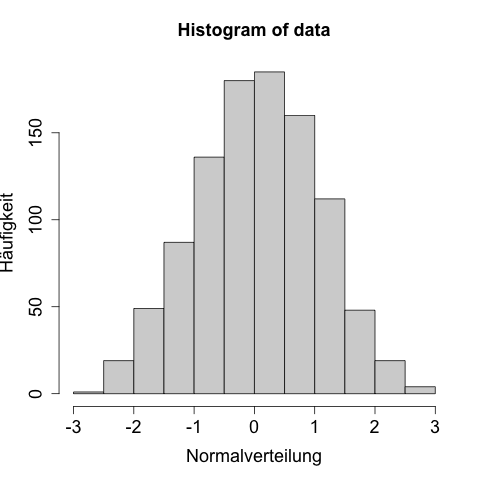 Histogram of data
Häufigkeit
150
100
50
0
-3 -2 -1 0 1 2 3
Normalverteilung